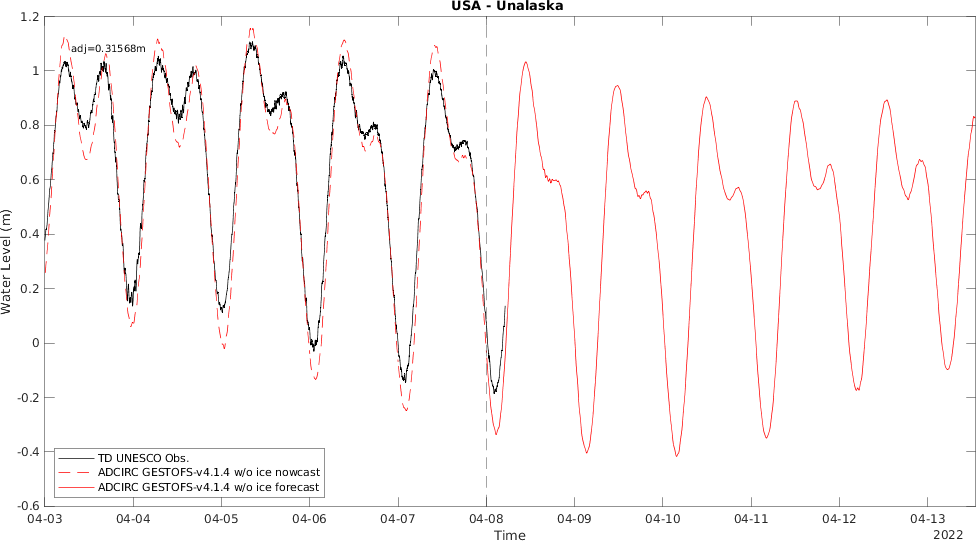 USA - Unalaska
adj=0.31568m
1.2
1
0.8
0.6
0.4
0.2
0
-0.2
-0.4
-0.6
Water Level (m)
TD UNESCO Obs.
ADCIRC GESTOFS-v4.1.4 w/o ice nowcast
ADCIRC GESTOFS-v4.1.4 w/o ice forecast
04-03 04-04 04-05 04-06 04-07 04-08 04-09 04-10 04-11 04-12 04-13
Time
2022